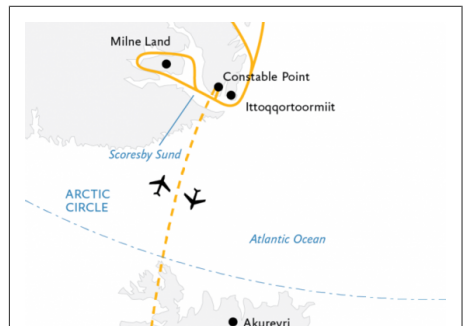 Milne Land
Constable Point
Ittoqqortoormiit
Scoresby Sund
ARCTIC
CIRCLE
Atlantic Ocean
Akureyri